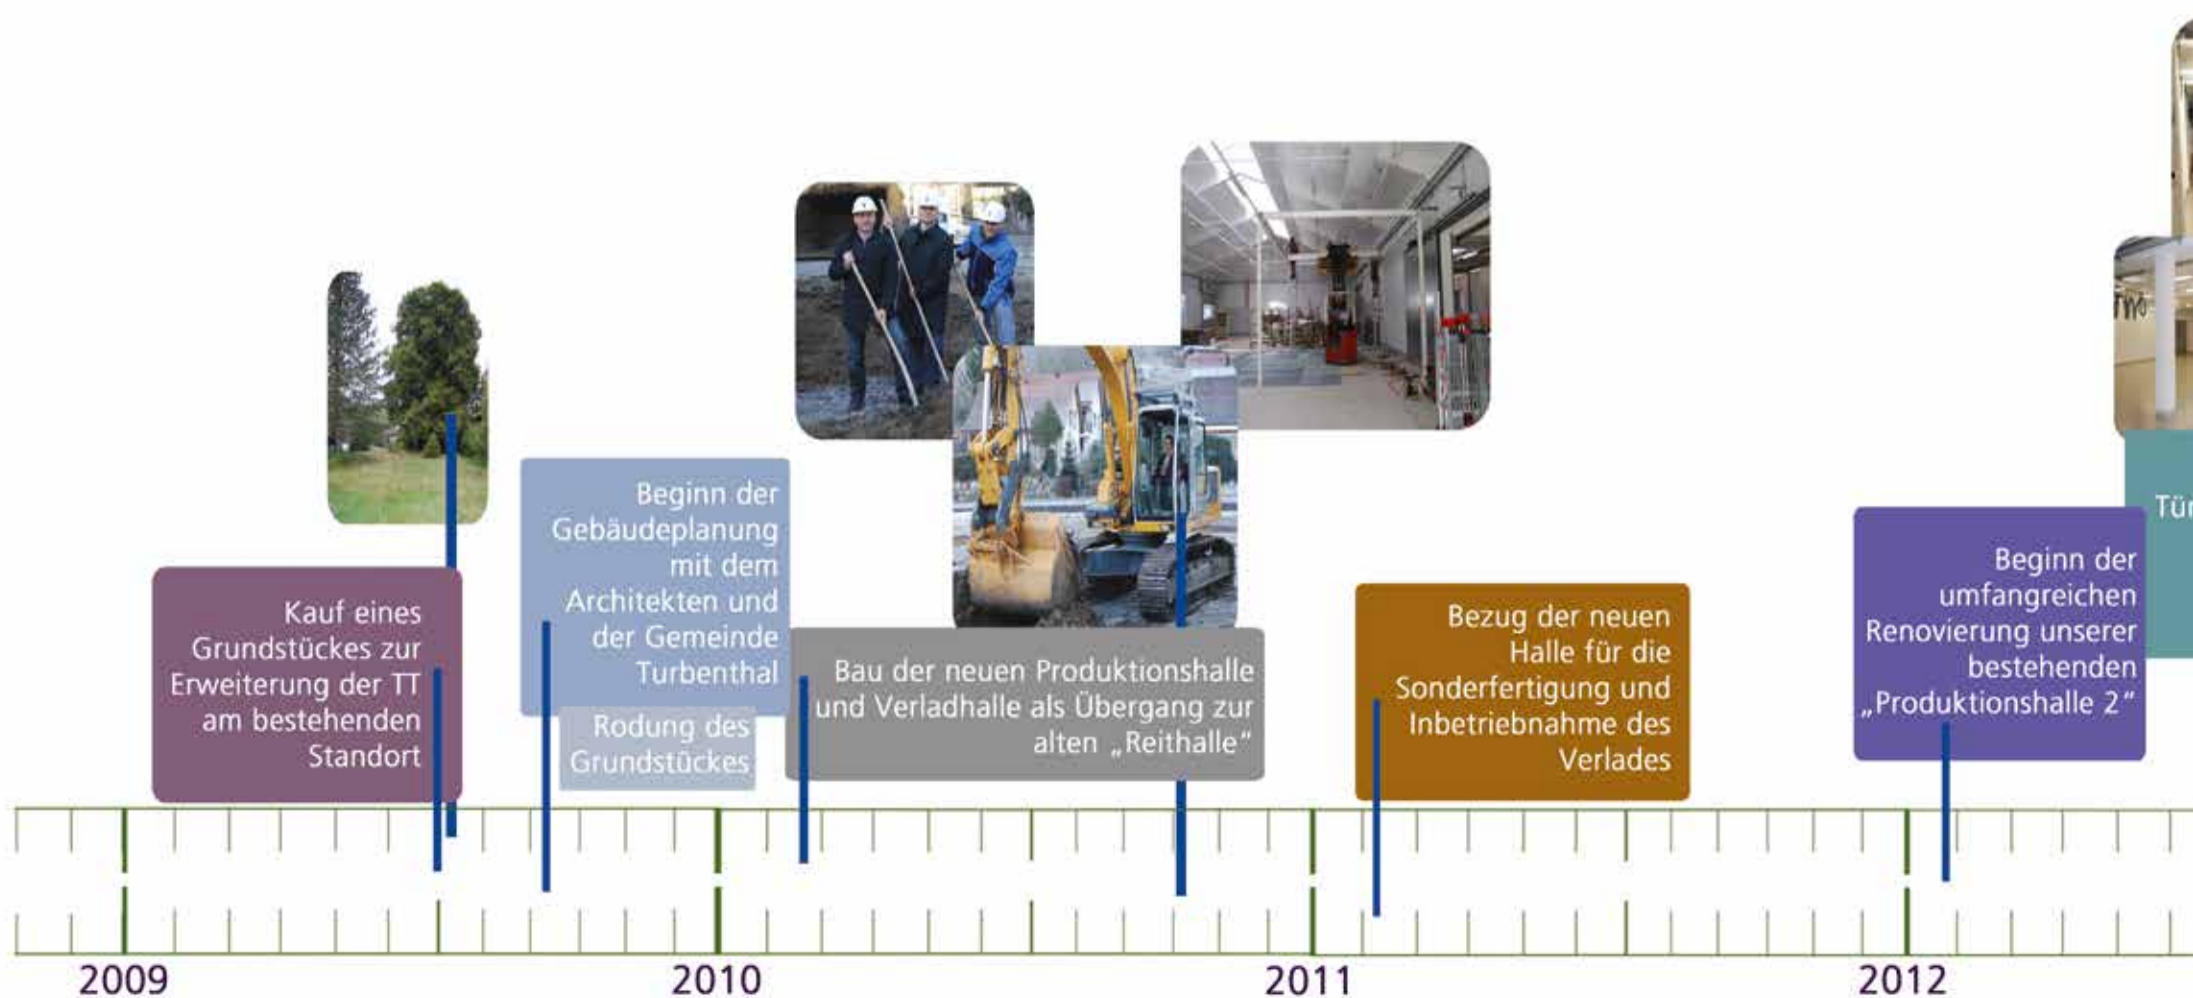 Kauf eines
Grundstückes zur
Erweiterung der TT
am bestehenden
Standort
Beginn der
Gebäudeplanung
mit dem
Architekten und
der Gemeinde
Turbenthal
Rodung des
Grundstückes
Bau der neuen Produktionshalle
und Verladhalle als Übergang zur
alten „Reithalle“
Bezug der neuen
Halle für die
Sonderfertigung und
Inbetriebnahme des
Verlades
Beginn der
umfangreichen
Renovierung unserer
bestehenden
„Produktionshalle 2“
2009
2010
2011
2012